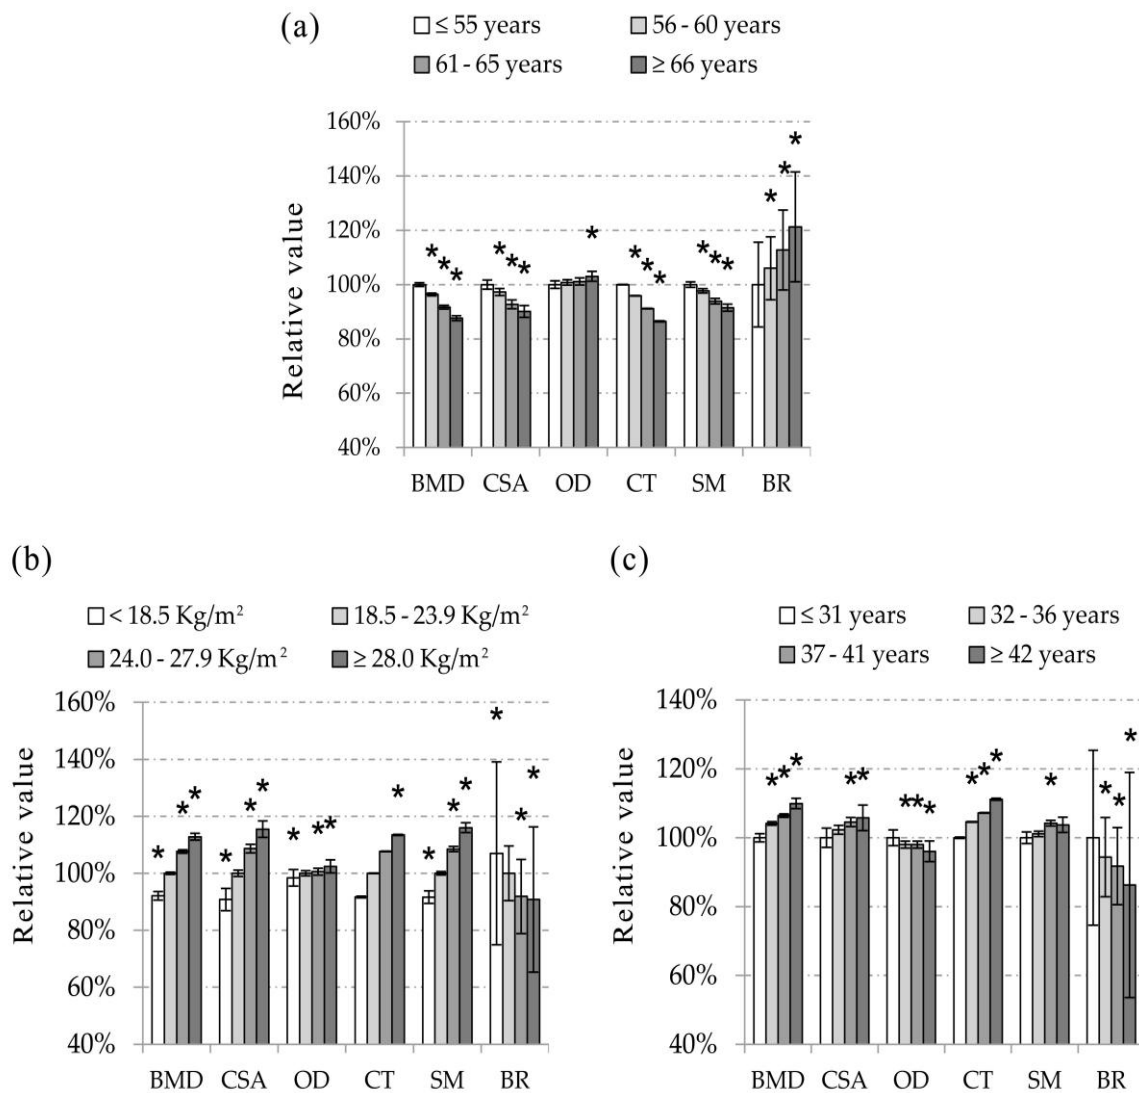 (a)
≤ 55 years 56 - 60 years
61 - 65 years ≥ 66 years
160%
140%
120%
100%
80%
60%
40%
Relative value
* * * * * * * * * * * * * * * *
BMD CSA OD CT SM BR
(b)
< 18.5 Kg/m² 18.5 - 23.9 Kg/m²
24.0 - 27.9 Kg/m² ≥ 28.0 Kg/m²
160%
140%
120%
100%
80%
60%
40%
Relative value
* * * * * * * * * * * * * * * *
BMD CSA OD CT SM BR
(c)
≤ 31 years 32 - 36 years
37 - 41 years ≥ 42 years
140%
120%
100%
80%
60%
40%
Relative value
* * * * * * * * * * * * * * *
BMD CSA OD CT SM BR